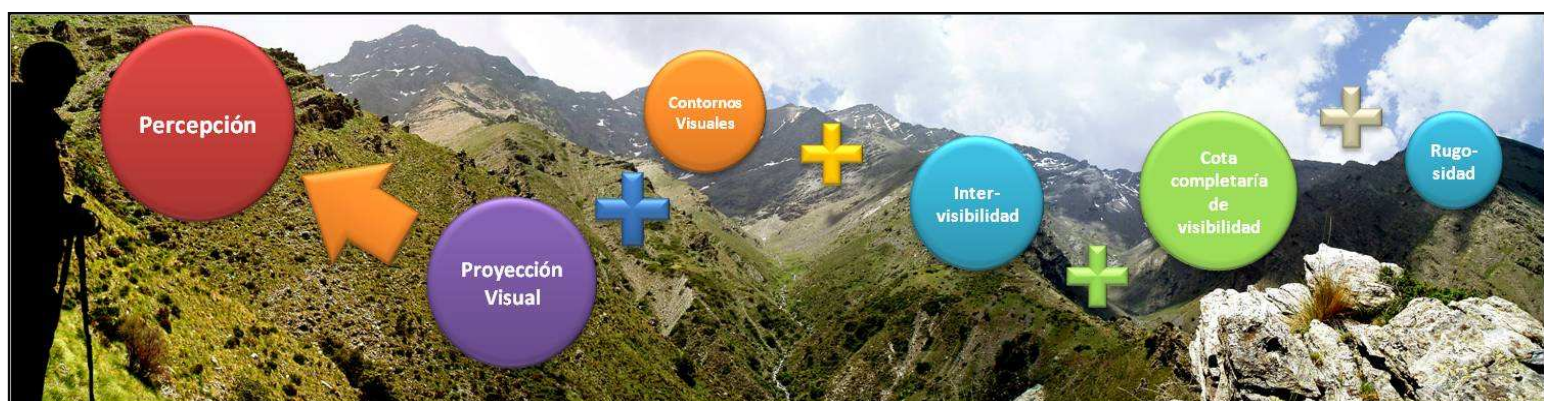 Percepción
Proyección
Visual
Contornos
Visuales
Inter-
visibilidad
Cota
completaría
de
visibilidad
Rugo-
sidad